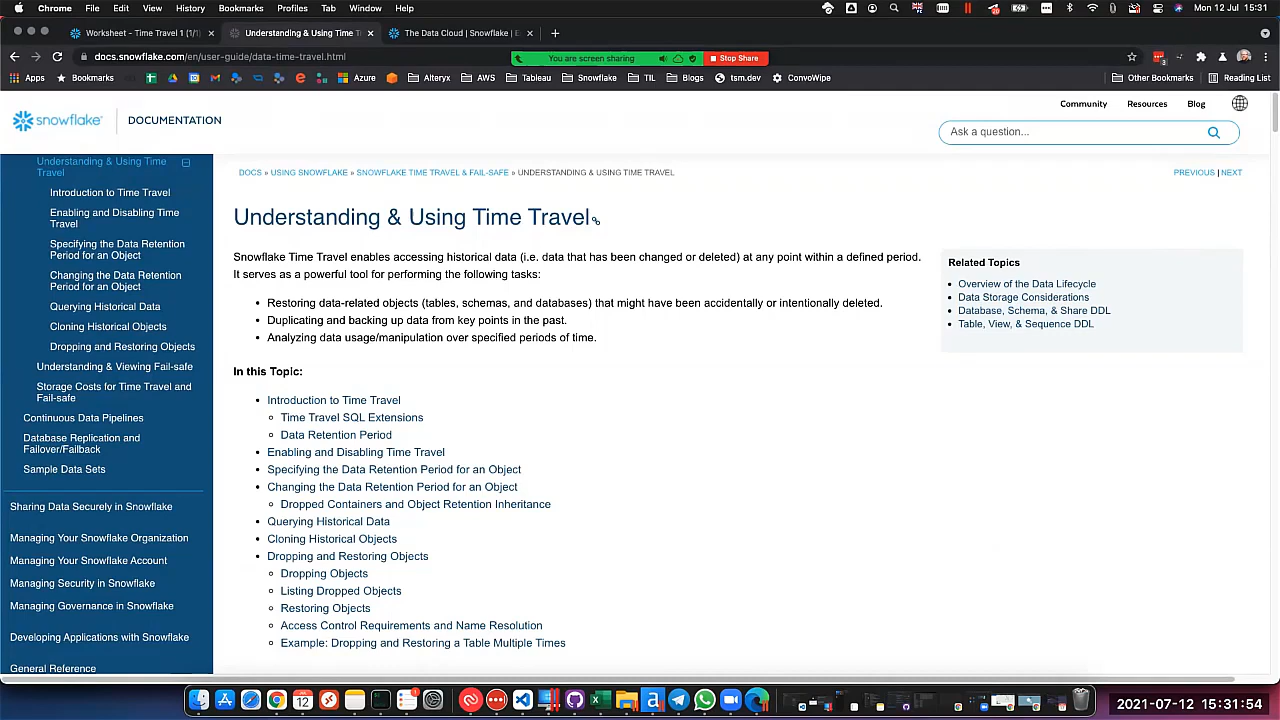 Chrome File Edit View History Bookmarks Profiles Tab Window Help Mon 12 Jul 15:31
Worksheet - Time Travel 1 (1/1) Understanding & Using Time T The Data Cloud | Snowflake | E
docs.snowflake.com/en/user-guide/data-time-travel.html You are screen sharing Stop Share
Apps Bookmarks Azure Alteryx AWS Tableau Snowflake TIL Blogs tsm.dev ConvoWipe Other Bookmarks Reading List
Community Resources Blog
snowflake DOCUMENTATION
Ask a question...
Understanding & Using Time
Travel
Introduction to Time Travel
Enabling and Disabling Time
Travel
Specifying the Data Retention
Period for an Object
Changing the Data Retention
Period for an Object
Querying Historical Data
Cloning Historical Objects
Dropping and Restoring Objects
Understanding & Viewing Fail-safe
Storage Costs for Time Travel and
Fail-safe
Continuous Data Pipelines
Database Replication and
Failover/Failback
Sample Data Sets
Sharing Data Securely in Snowflake
Managing Your Snowflake Organization
Managing Your Snowflake Account
Managing Security in Snowflake
Managing Governance in Snowflake
Developing Applications with Snowflake
General Reference
DOCS » USING SNOWFLAKE » SNOWFLAKE TIME TRAVEL & FAIL-SAFE » UNDERSTANDING & USING TIME TRAVEL
PREVIOUS | NEXT
Understanding & Using Time Travel
Snowflake Time Travel enables accessing historical data (i.e. data that has been changed or deleted) at any point within a defined period.
It serves as a powerful tool for performing the following tasks:
• Restoring data-related objects (tables, schemas, and databases) that might have been accidentally or intentionally deleted.
• Duplicating and backing up data from key points in the past.
• Analyzing data usage/manipulation over specified periods of time.
Related Topics
• Overview of the Data Lifecycle
• Data Storage Considerations
• Database, Schema, & Share DDL
• Table, View, & Sequence DDL
In this Topic:
• Introduction to Time Travel
Time Travel SQL Extensions
Data Retention Period
• Enabling and Disabling Time Travel
• Specifying the Data Retention Period for an Object
• Changing the Data Retention Period for an Object
Dropped Containers and Object Retention Inheritance
• Querying Historical Data
• Cloning Historical Objects
• Dropping and Restoring Objects
Dropping Objects
Listing Dropped Objects
Restoring Objects
Access Control Requirements and Name Resolution
Example: Dropping and Restoring a Table Multiple Times
2021-07-12 15:31:54